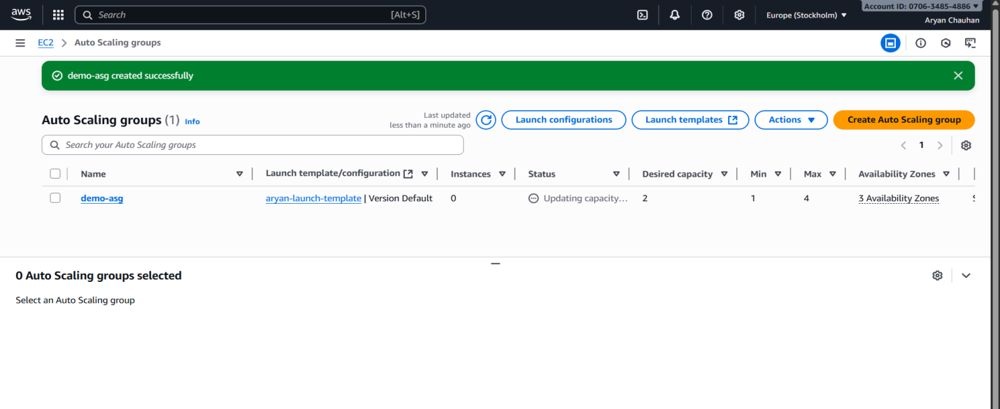 aws
Search [Alt+S]
Europe (Stockholm)
Account ID: 0706-3485-4886
Aryan Chauhan
EC2 Auto Scaling groups
demo-asg created successfully
Auto Scaling groups (1) Info
Last updated
less than a minute ago
Launch configurations
Launch templates
Actions
Create Auto Scaling group
Search your Auto Scaling groups
1
Name Launch template/configuration Instances Status Desired capacity Min Max Availability Zones
demo-asg aryan-launch-template | Version Default 0 Updating capacity... 2 1 4 3 Availability Zones
0 Auto Scaling groups selected
Select an Auto Scaling group